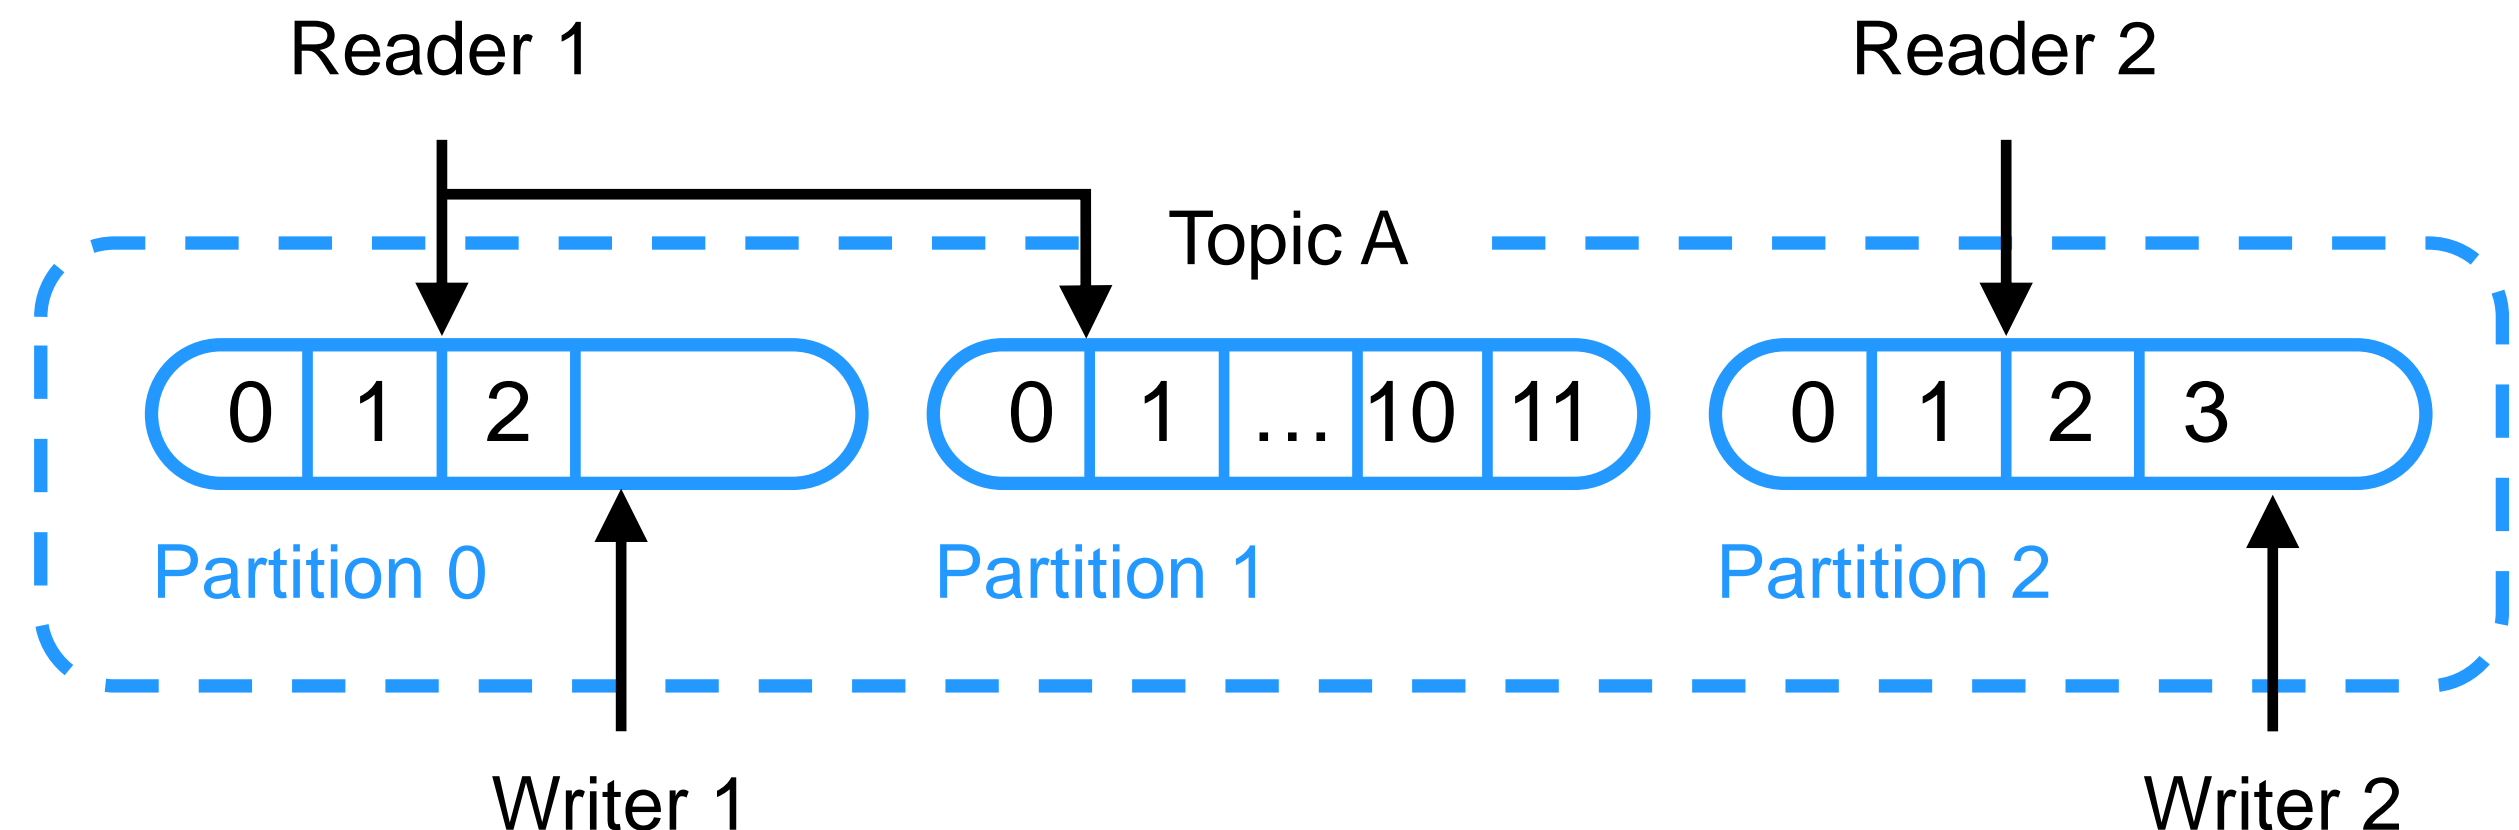 Reader 1
Reader 2
Topic A
0 1 2
0 1 ... 10 11
0 1 2 3
Partition 0
Partition 1
Partition 2
Writer 1
Writer 2